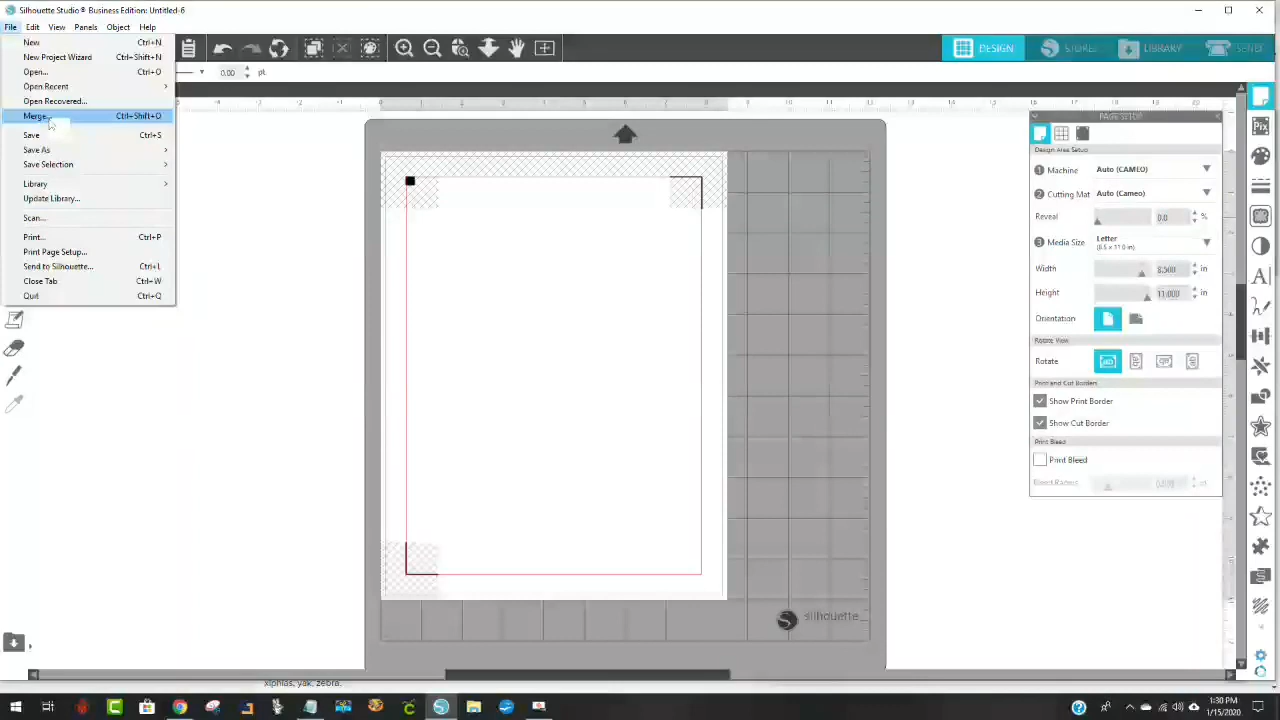 Silhouette Studio® Business Edition: Untitled-6
File Edit View Panels Object Help
New Ctrl+N
New Project Wizard Ctrl+Shift+N
Open... Ctrl+O
Open Recent
Open Recovered...
Merge... Ctrl+Shift+O
Save Ctrl+S
Save As
Save Selection
Library
Update Library...
Scan...
Print... Ctrl+P
Print Page Setup...
Send to Silhouette... Ctrl+L
Close Tab Ctrl+W
Quit Ctrl+Q
DESIGN STORE LIBRARY SEND
0.00 pt
PAGE SETUP
Design Area Setup
1 Machine Auto (CAMEO)
2 Cutting Mat Auto (Cameo)
Reveal 0.0 %
3 Media Size Letter
(8.5 x 11.0 in)
Width 8.500 in
Height 11.000 in
Orientation
Rotate View
Rotate
Print and Cut Borders
Show Print Border
Show Cut Border
Print Bleed
Print Bleed
Bleed Radius in
silhouette
xiphias, yak, zebra,
1:30 PM
1/15/2020